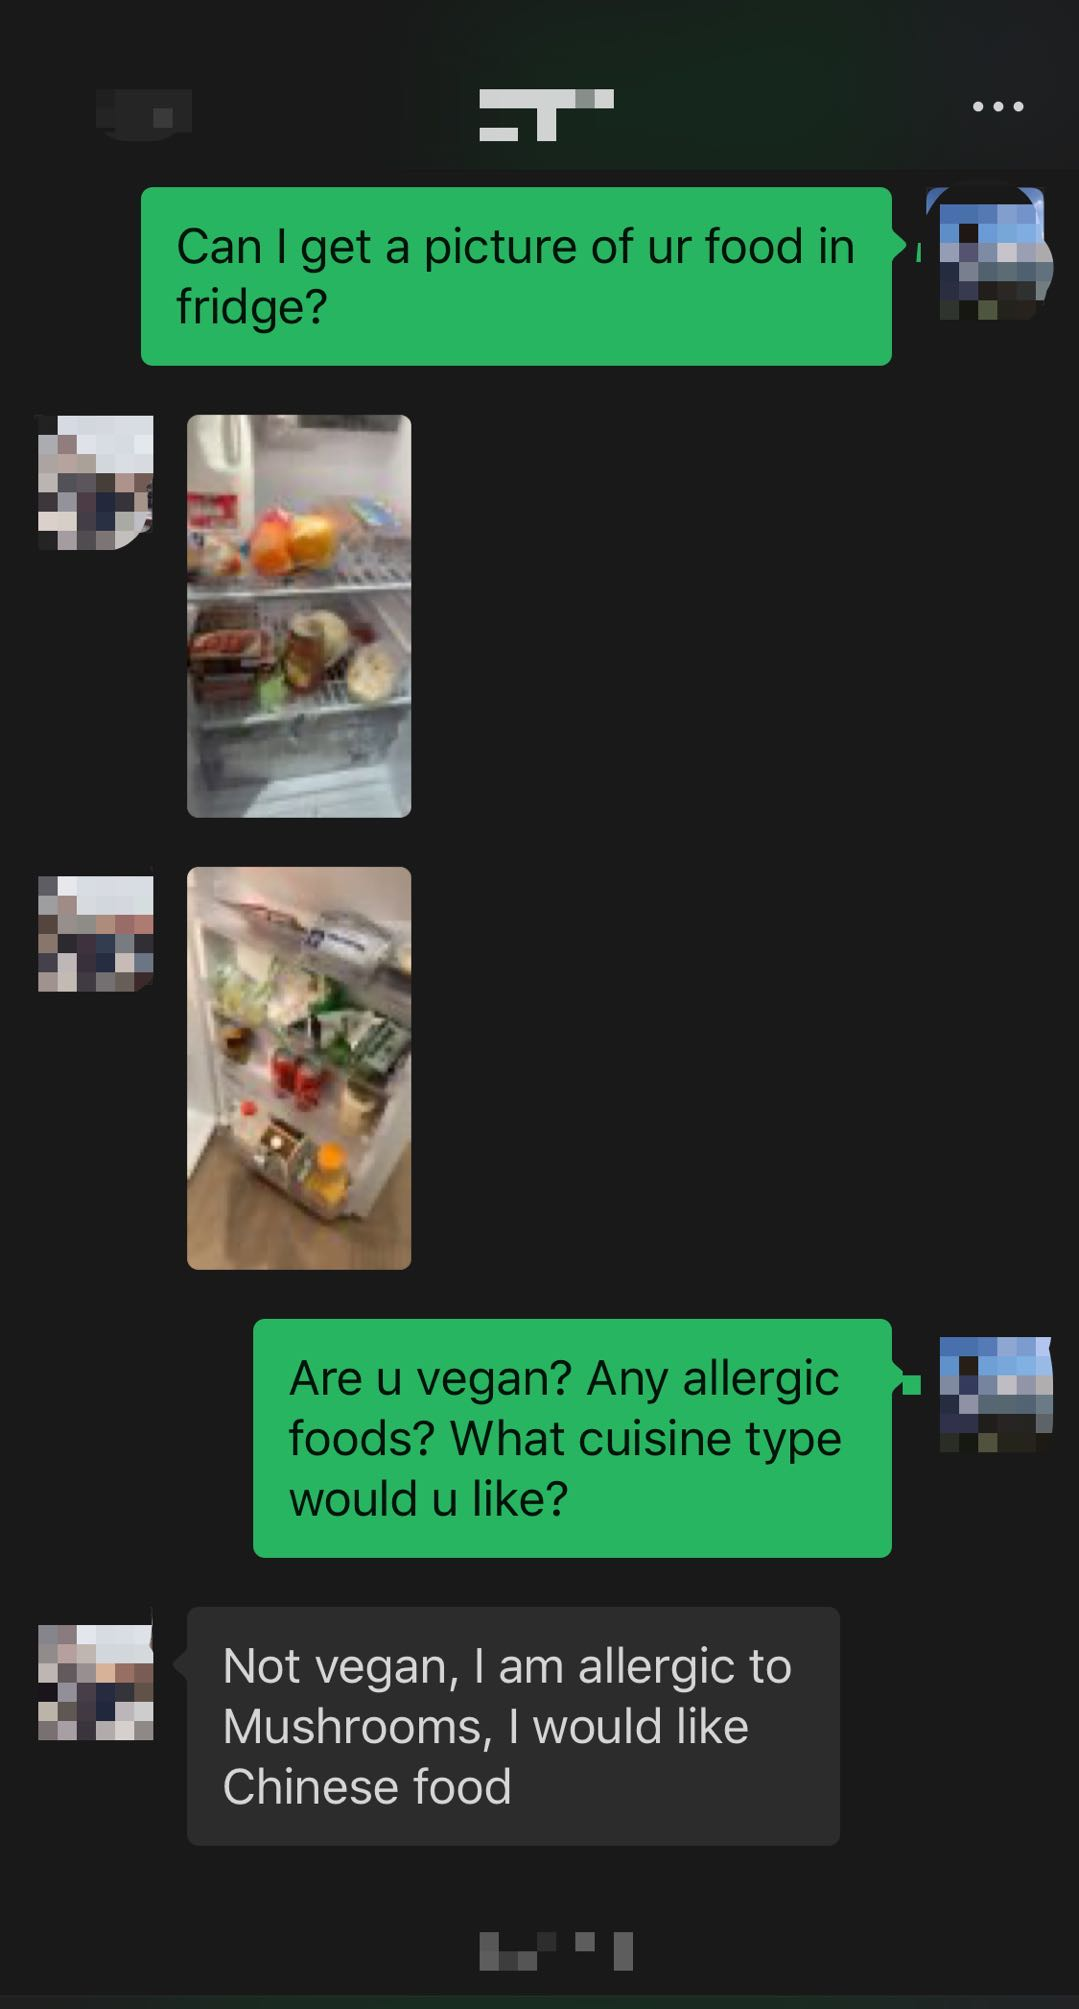 Can I get a picture of ur food in
fridge?
Are u vegan? Any allergic
foods? What cuisine type
would u like?
Not vegan, I am allergic to
Mushrooms, I would like
Chinese food